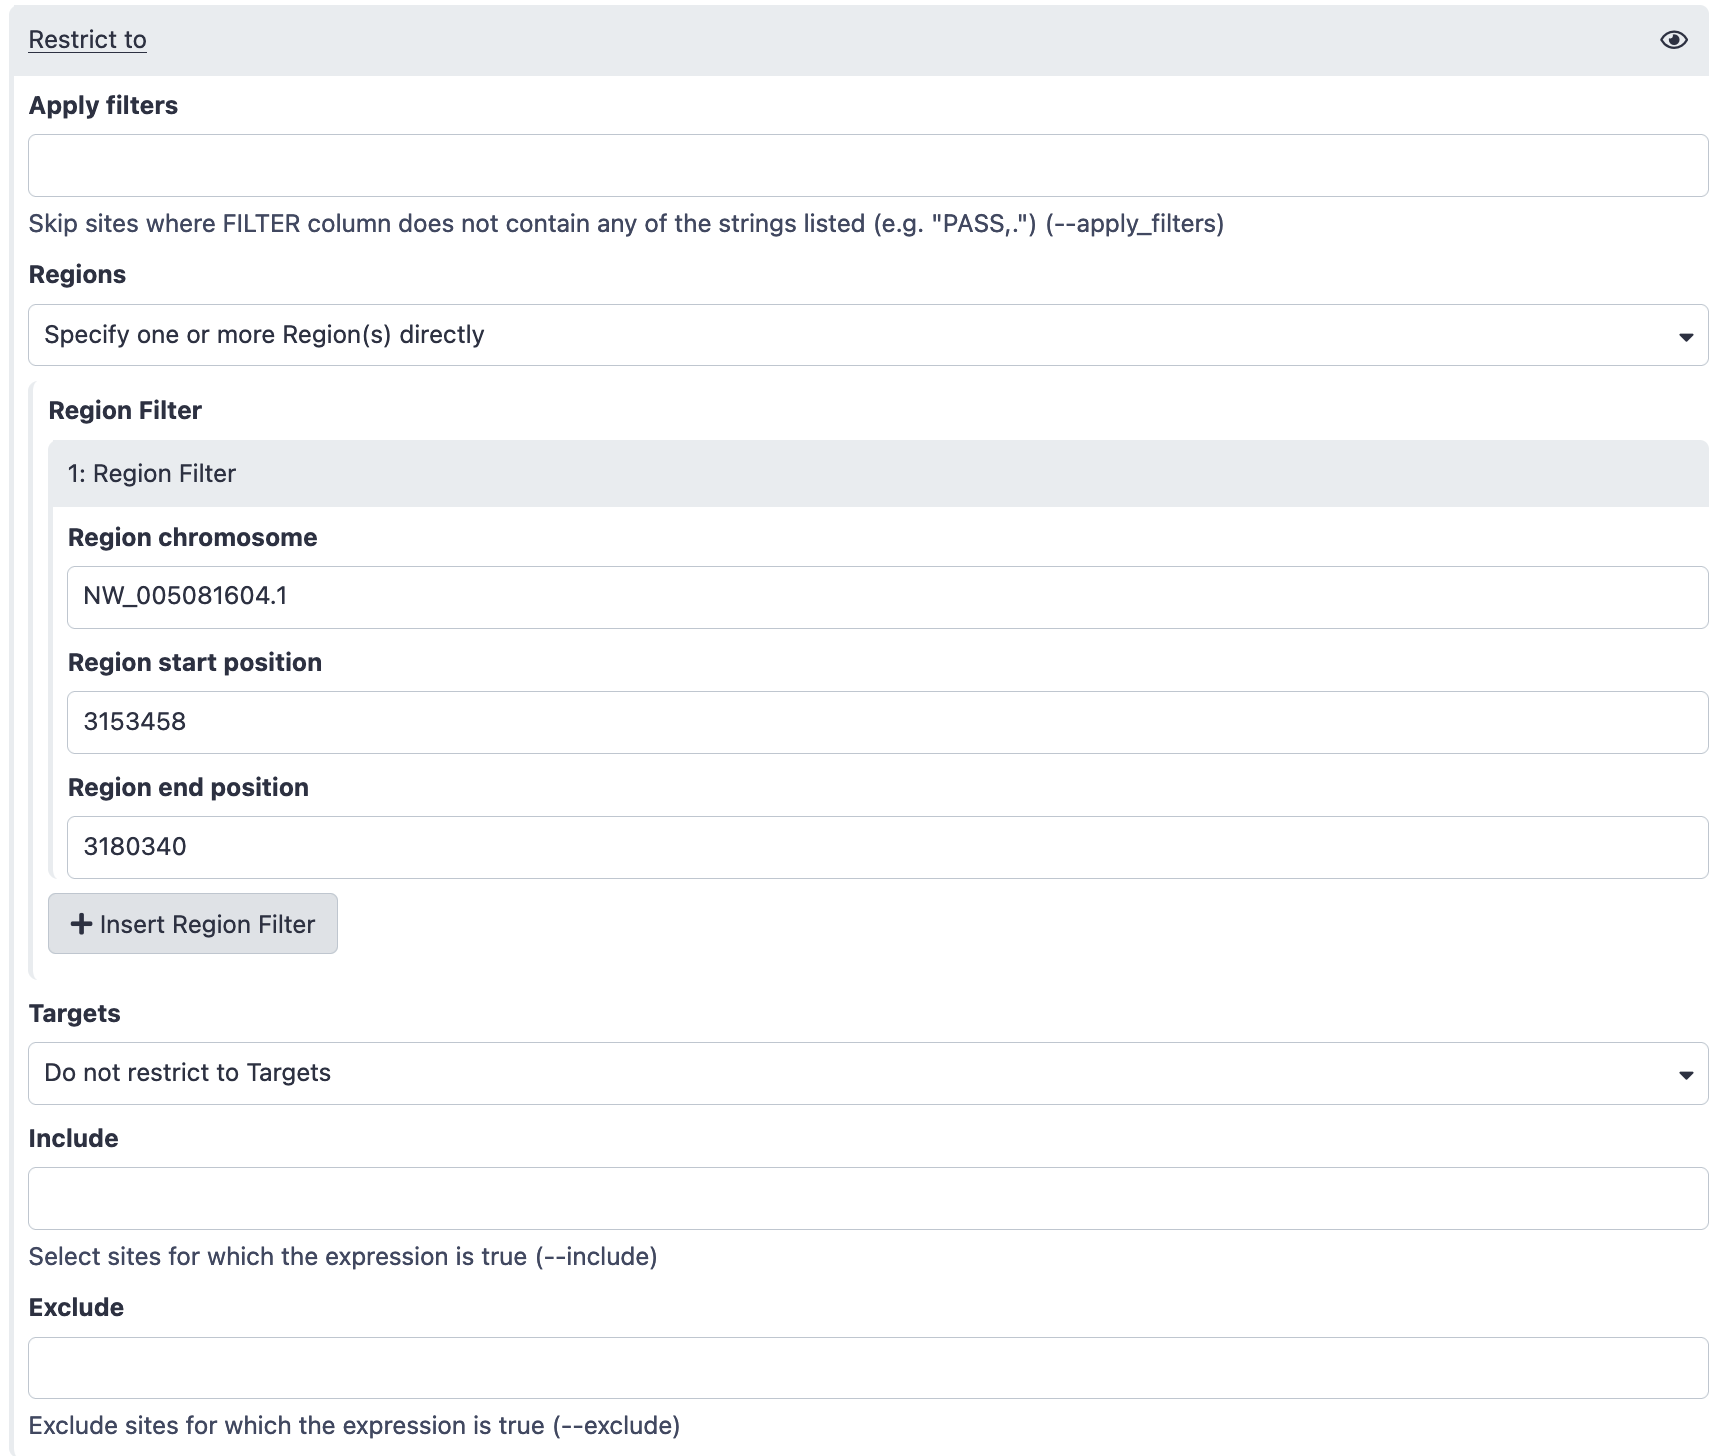 Restrict to
Apply filters
Skip sites where FILTER column does not contain any of the strings listed (e.g. "PASS,.") (--apply_filters)
Regions
Specify one or more Region(s) directly
Region Filter
1: Region Filter
Region chromosome
NW_005081604.1
Region start position
3153458
Region end position
3180340
Insert Region Filter
Targets
Do not restrict to Targets
Include
Select sites for which the expression is true (--include)
Exclude
Exclude sites for which the expression is true (--exclude)